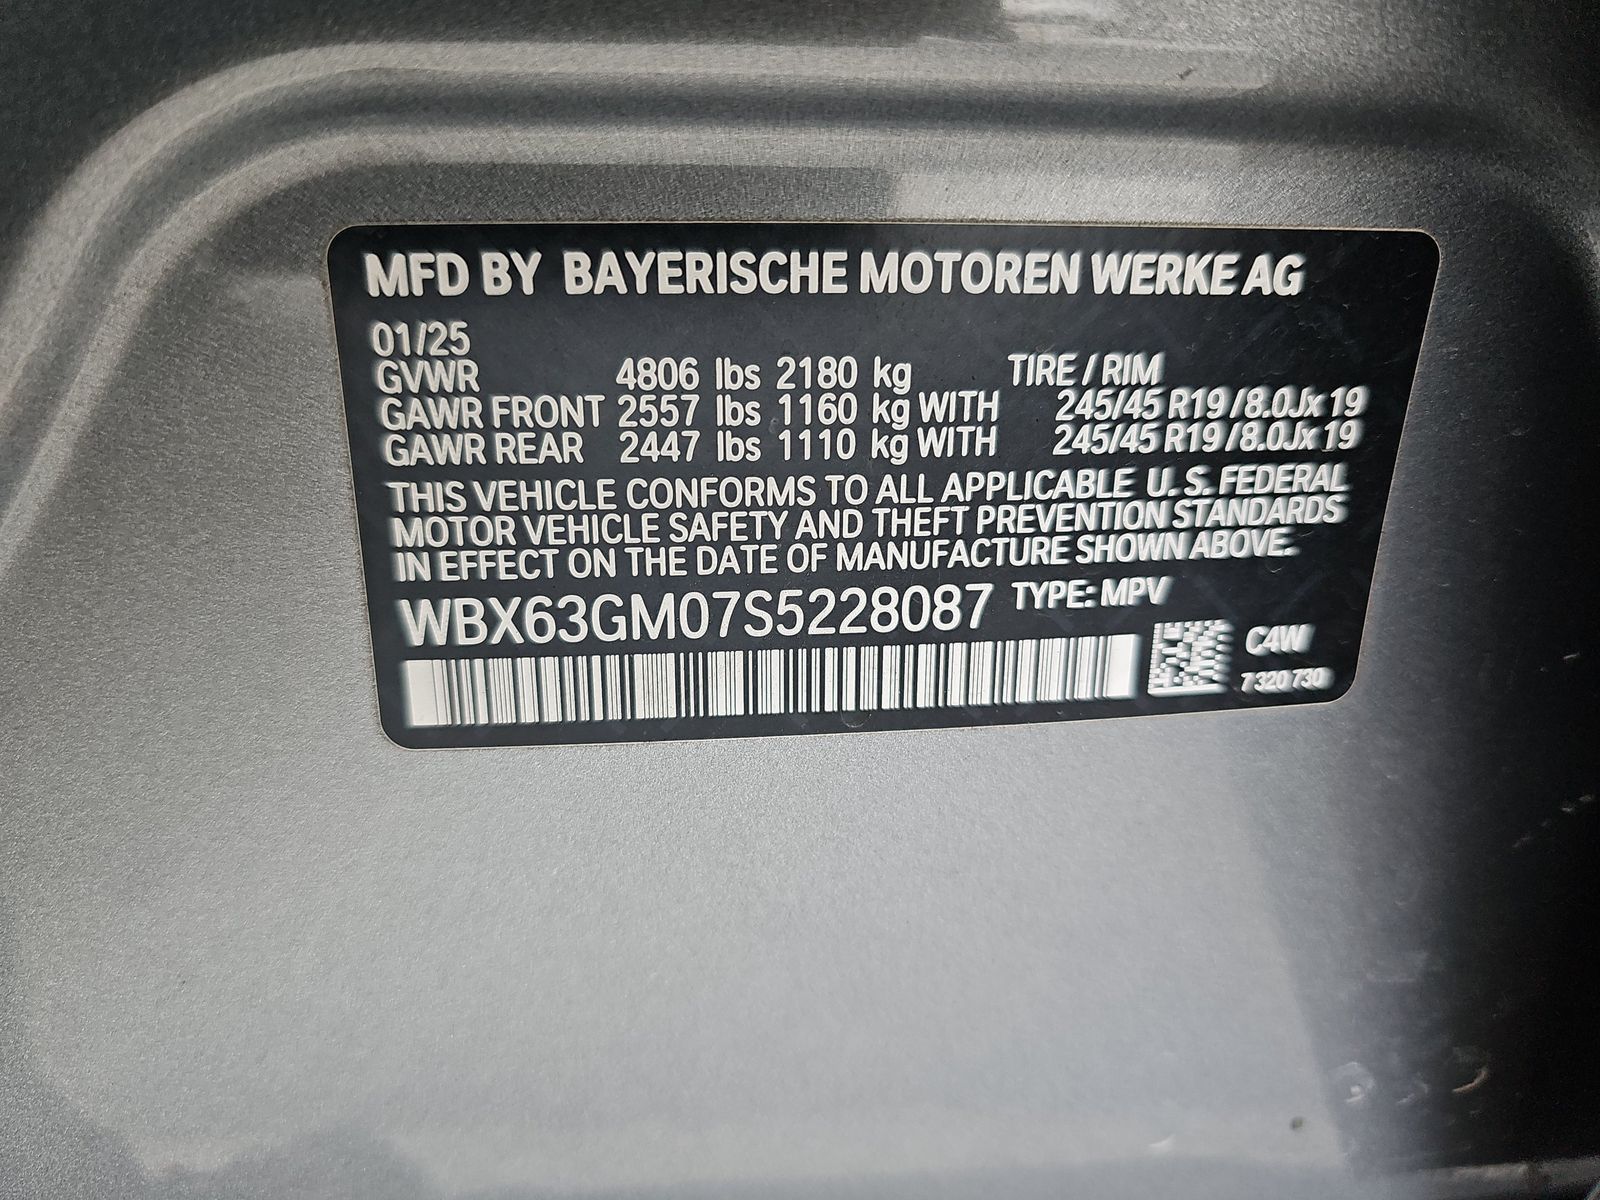 MFD BY BAYERISCHE MOTOREN WERKE AG
01/25
GVWR 4806 lbs 2180 kg TIRE / RIM
GAWR FRONT 2557 lbs 1160 kg WITH 245/45 R19 /8.0Jx 19
GAWR REAR 2447 lbs 1110 kg WITH 245/45 R19 /8.0Jx 19
THIS VEHICLE CONFORMS TO ALL APPLICABLE U. S. FEDERAL
MOTOR VEHICLE SAFETY AND THEFT PREVENTION STANDARDS
IN EFFECT ON THE DATE OF MANUFACTURE SHOWN ABOVE.
WBX63GM07S5228087 TYPE: MPV
C4W
7 320 730